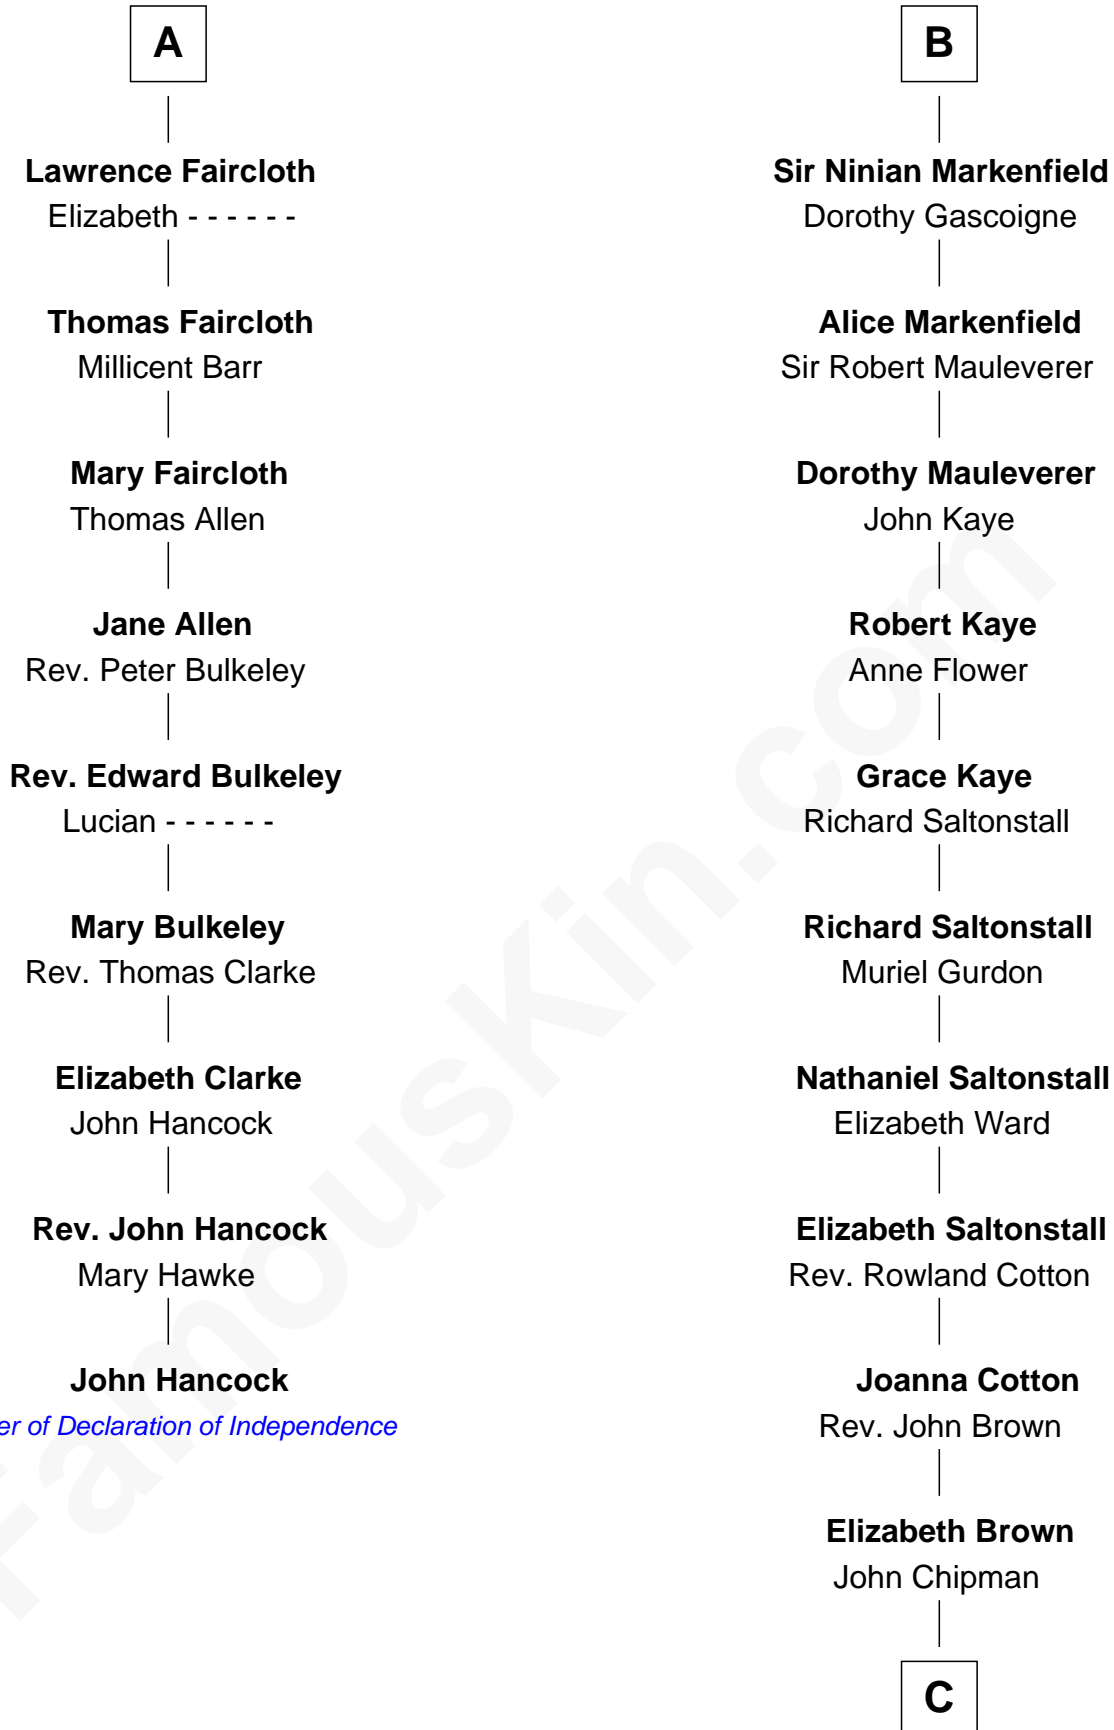 A
Lawrence Faircloth
Elizabeth - - - - - -
Thomas Faircloth
Millicent Barr
Mary Faircloth
Thomas Allen
Jane Allen
Rev. Peter Bulkeley
Rev. Edward Bulkeley
Lucian - - - - - -
Mary Bulkeley
Rev. Thomas Clarke
Elizabeth Clarke
John Hancock
Rev. John Hancock
Mary Hawke
John Hancock
er of Declaration of Independence
B
Sir Ninian Markenfield
Dorothy Gascoigne
Alice Markenfield
Sir Robert Mauleverer
Dorothy Mauleverer
John Kaye
Robert Kaye
Anne Flower
Grace Kaye
Richard Saltonstall
Richard Saltonstall
Muriel Gurdon
Nathaniel Saltonstall
Elizabeth Ward
Elizabeth Saltonstall
Rev. Rowland Cotton
Joanna Cotton
Rev. John Brown
Elizabeth Brown
John Chipman
C
FamousKin.com